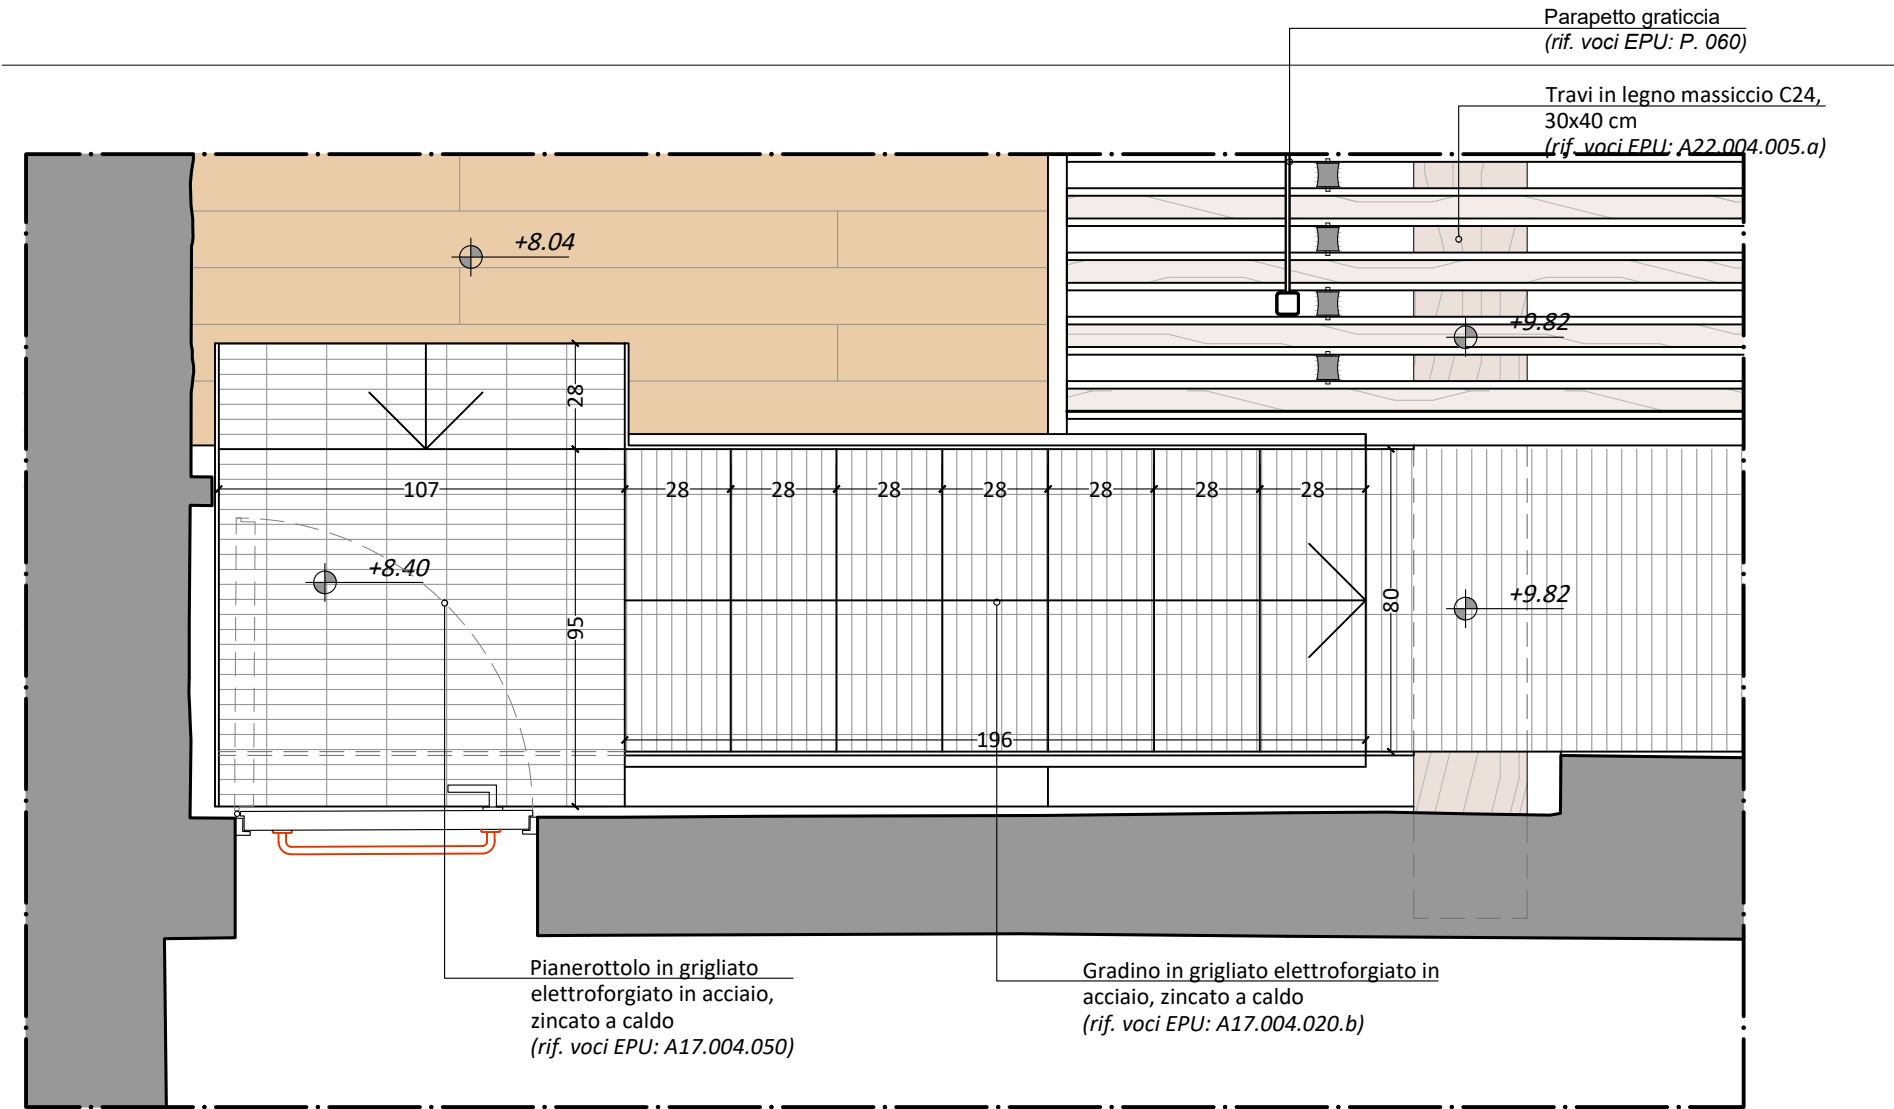 Parapetto graticcia
(rif. voci EPU: P. 060)
Travi in legno massiccio C24,
30x40 cm
(rif. voci EPU: A22.004.005.a)
+8.04
+9.82
28
107
28
28
28
28
28
28
28
+8.40
95
80
+9.82
196
Pianerottolo in grigliato
elettroforgiato in acciaio,
zincato a caldo
(rif. voci EPU: A17.004.050)
Gradino in grigliato elettroforgiato in
acciaio, zincato a caldo
(rif. voci EPU: A17.004.020.b)